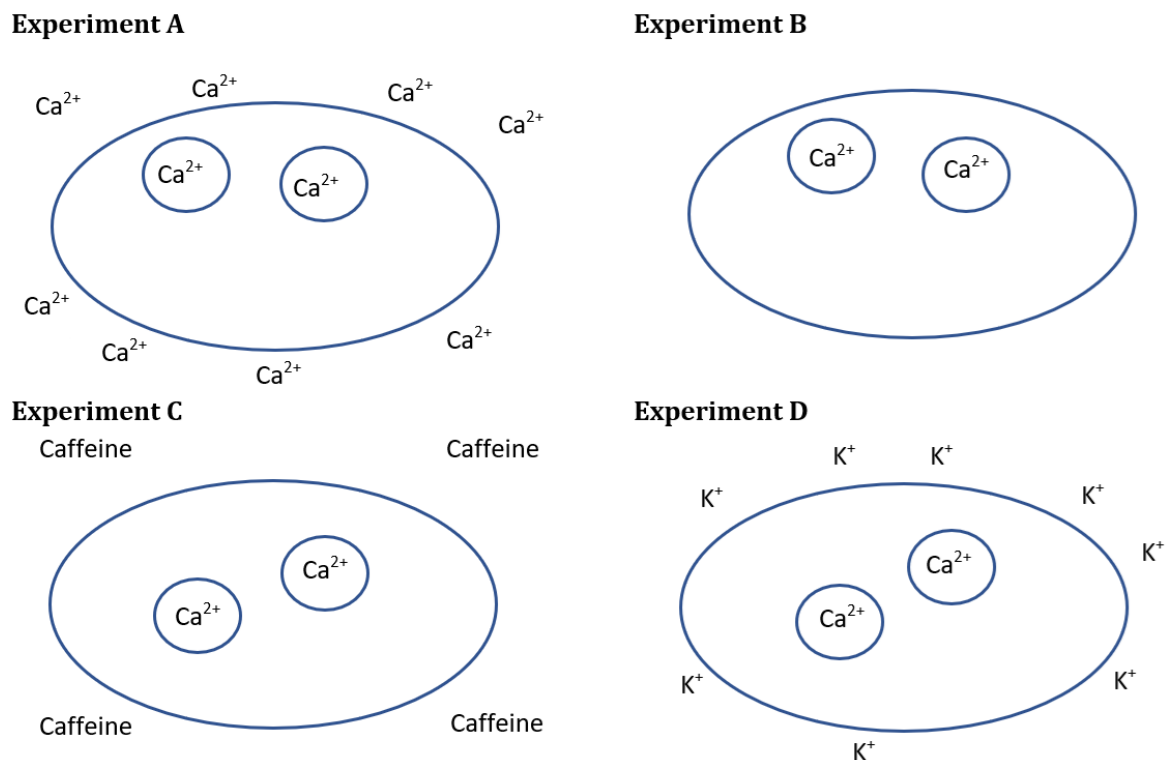 Experiment A
Experiment B
Ca²⁺
Ca²⁺
Ca²⁺
Ca²⁺
Ca²⁺
Ca²⁺
Ca²⁺
Ca²⁺
Ca²⁺
Ca²⁺
Ca²⁺
Ca²⁺
Ca²⁺
Experiment C
Experiment D
Caffeine
Caffeine
Ca²⁺
Ca²⁺
Caffeine
Caffeine
K⁺
K⁺
K⁺
K⁺
K⁺
Ca²⁺
Ca²⁺
K⁺
K⁺
K⁺